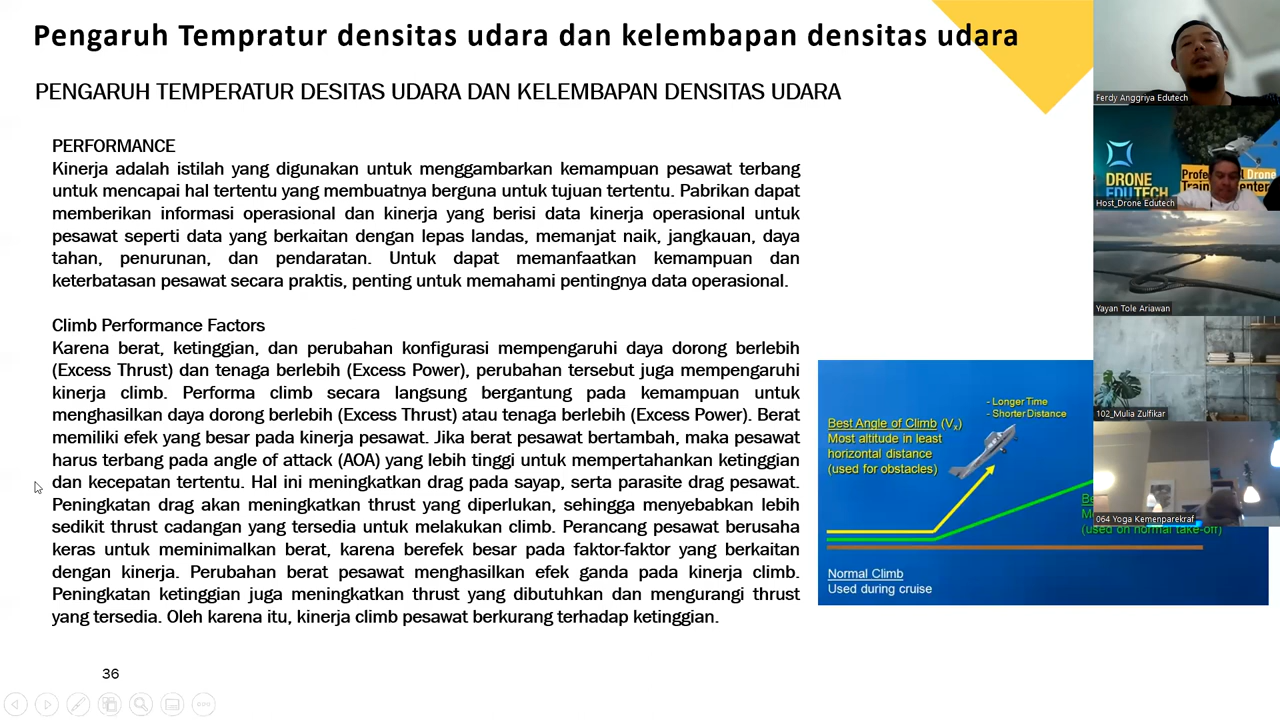 Pengaruh Tempratur densitas udara dan kelembapan densitas udara
PENGARUH TEMPERATUR DESITAS UDARA DAN KELEMBAPAN DENSITAS UDARA
PERFORMANCE
Kinerja adalah istilah yang digunakan untuk menggambarkan kemampuan pesawat terbang
untuk mencapai hal tertentu yang membuatnya berguna untuk tujuan tertentu. Pabrikan dapat
memberikan informasi operasional dan kinerja yang berisi data kinerja operasional untuk
pesawat seperti data yang berkaitan dengan lepas landas, memanjat naik, jangkauan, daya
tahan, penurunan, dan pendaratan. Untuk dapat memanfaatkan kemampuan dan
keterbatasan pesawat secara praktis, penting untuk memahami pentingnya data operasional.
Climb Performance Factors
Karena berat, ketinggian, dan perubahan konfigurasi mempengaruhi daya dorong berlebih
(Excess Thrust) dan tenaga berlebih (Excess Power), perubahan tersebut juga mempengaruhi
kinerja climb. Performa climb secara langsung bergantung pada kemampuan untuk
menghasilkan daya dorong berlebih (Excess Thrust) atau tenaga berlebih (Excess Power). Berat
memiliki efek yang besar pada kinerja pesawat. Jika berat pesawat bertambah, maka pesawat
harus terbang pada angle of attack (AOA) yang lebih tinggi untuk mempertahankan ketinggian
dan kecepatan tertentu. Hal ini meningkatkan drag pada sayap, serta parasite drag pesawat.
Peningkatan drag akan meningkatkan thrust yang diperlukan, sehingga menyebabkan lebih
sedikit thrust cadangan yang tersedia untuk melakukan climb. Perancang pesawat berusaha
keras untuk meminimalkan berat, karena berefek besar pada faktor-faktor yang berkaitan
dengan kinerja. Perubahan berat pesawat menghasilkan efek ganda pada kinerja climb.
Peningkatan ketinggian juga meningkatkan thrust yang dibutuhkan dan mengurangi thrust
yang tersedia. Oleh karena itu, kinerja climb pesawat berkurang terhadap ketinggian.
36
- Longer Time
- Shorter Distance
Best Angle of Climb (Vx)
Most altitude in least
horizontal distance
(used for obstacles)
(used on normal take-off)
Normal Climb
Used during cruise
Ferdy Anggriya Edutech
DRONE
EDUTECH
Host_Drone Edutech
Yayan Tole Ariawan
102_Mulia Zulfikar
064 Yoga Kemenparekraf